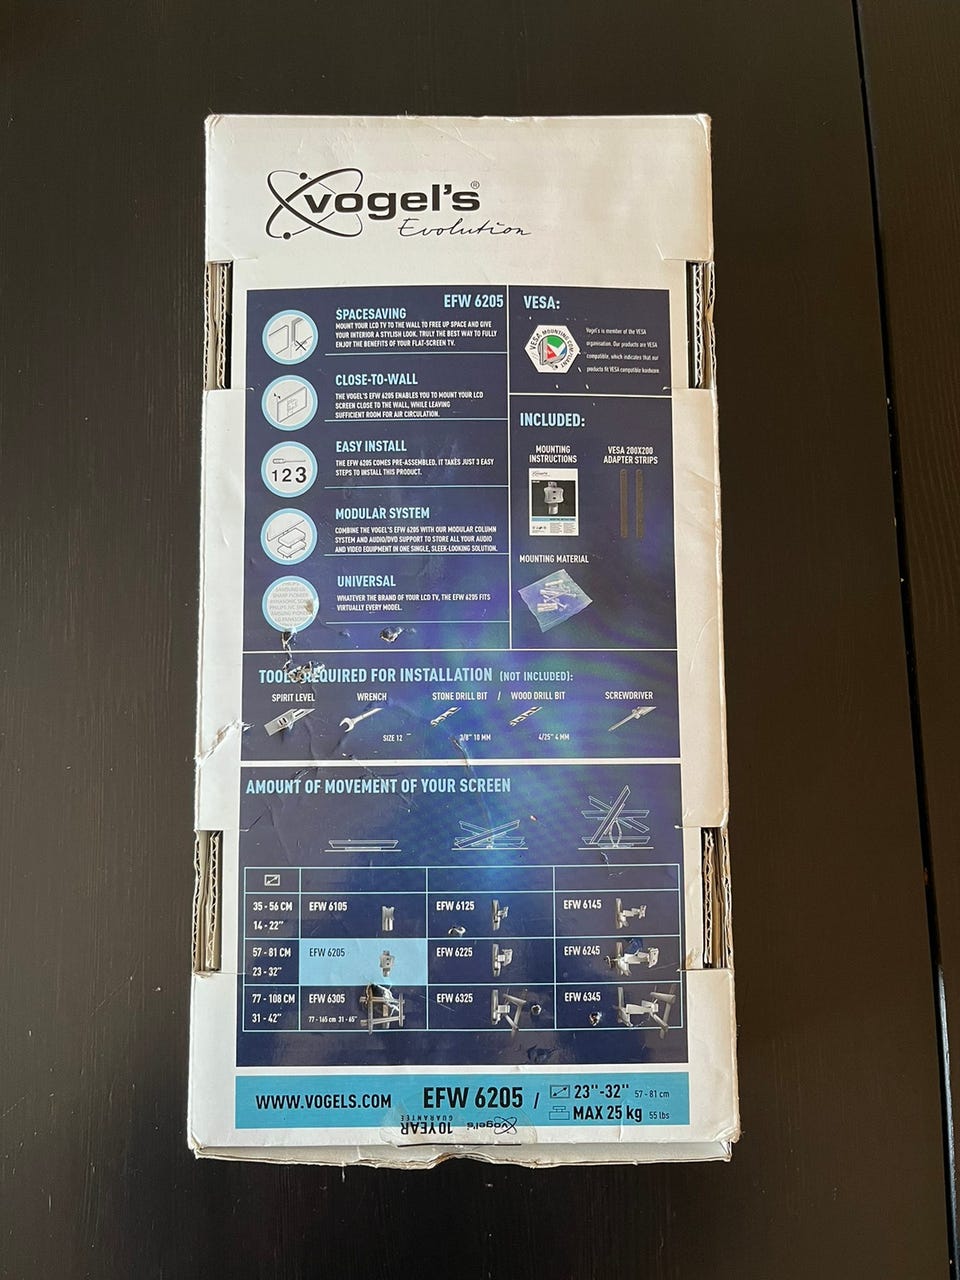 vogel's®
Evolution
EFW 6205
SPACESAVING
MOUNT YOUR LCD TV TO THE WALL TO FREE UP SPACE AND GIVE
YOUR INTERIOR A STYLISH LOOK. TRULY THE BEST WAY TO FULLY
ENJOY THE BENEFITS OF YOUR FLAT-SCREEN TV.
CLOSE-TO-WALL
THE VOGEL'S EFW 6205 ENABLES YOU TO MOUNT YOUR LCD
SCREEN CLOSE TO THE WALL, WHILE LEAVING
SUFFICIENT ROOM FOR AIR CIRCULATION.
123
EASY INSTALL
THE EFW 6205 COMES PRE-ASSEMBLED, IT TAKES JUST 3 EASY
STEPS TO INSTALL THIS PRODUCT.
MODULAR SYSTEM
COMBINE THE VOGEL'S EFW 6205 WITH OUR MODULAR COLUMN
SYSTEM AND AUDIO/DVD SUPPORT TO STORE ALL YOUR AUDIO
AND VIDEO EQUIPMENT IN ONE SINGLE, SLEEK-LOOKING SOLUTION.
UNIVERSAL
WHATEVER THE BRAND OF YOUR LCD TV, THE EFW 6205 FITS
VIRTUALLY EVERY MODEL.
VESA:
VESA MOUNTING COMPLIANT
Vogel's is member of the VESA
organisation. Our products are VESA
compatible, which indicates that our
products fit VESA compatible hardware.
INCLUDED:
MOUNTING
INSTRUCTIONS
VESA 200X200
ADAPTER STRIPS
MOUNTING MATERIAL
TOOLS REQUIRED FOR INSTALLATION (NOT INCLUDED):
SPIRIT LEVEL
WRENCH
STONE DRILL BIT / WOOD DRILL BIT
SCREWDRIVER
SIZE 12
3/8" 10 MM
4/25" 4 MM
AMOUNT OF MOVEMENT OF YOUR SCREEN
35 - 56 CM
14 - 22"
EFW 6105
EFW 6125
EFW 6145
57 - 81 CM
23 - 32"
EFW 6205
EFW 6225
EFW 6245
77 - 108 CM
31 - 42"
EFW 6305
77 - 165 cm 31 - 65"
EFW 6325
EFW 6345
WWW.VOGELS.COM
EFW 6205 /
23"-32" 57 - 81 cm
MAX 25 kg 55 lbs
10 YEAR
GUARANTEE
vogel's